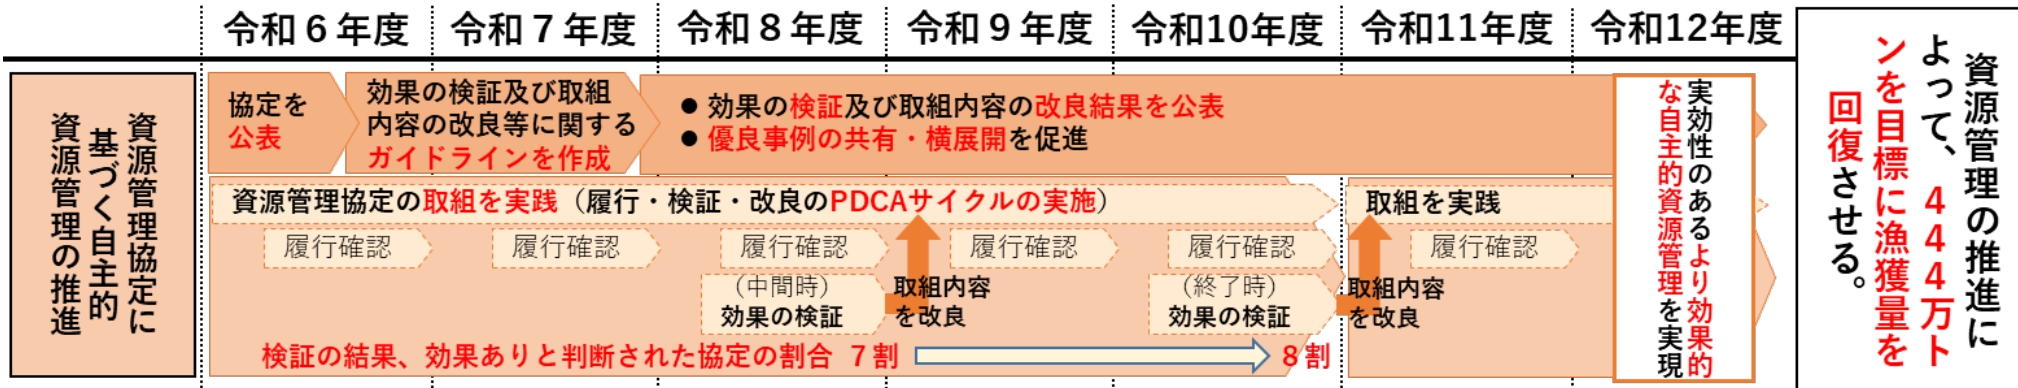 令和６年度
令和７年度
令和８年度
令和９年度
令和10年度
令和11年度
令和12年度
資源管理協定に
基づく自主的
資源管理の推進
協定を
公表
効果の検証及び取組
内容の改良等に関する
ガイドラインを作成
● 効果の検証及び取組内容の改良結果を公表
● 優良事例の共有・横展開を促進
資源管理協定の取組を実践（履行・検証・改良のPDCAサイクルの実施）
取組を実践
履行確認
履行確認
履行確認
履行確認
履行確認
履行確認
（中間時）
効果の検証
取組内容
を改良
（終了時）
効果の検証
取組内容
を改良
検証の結果、効果ありと判断された協定の割合 ７割
８割
実効性のあるより効果的
な自主的資源管理を実現
資源管理の推進に
よって、４４４万ト
ンを目標に漁獲量を
回復させる。